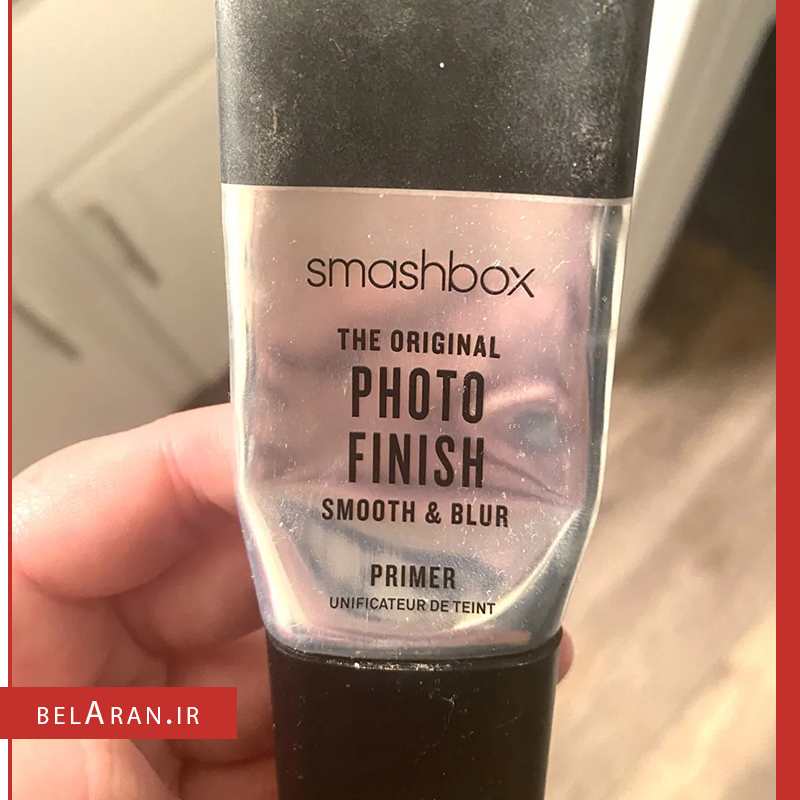 smashbox
THE ORIGINAL
PHOTO
FINISH
SMOOTH & BLUR
PRIMER
UNIFICATEUR DE TEINT
BELARAN.IR